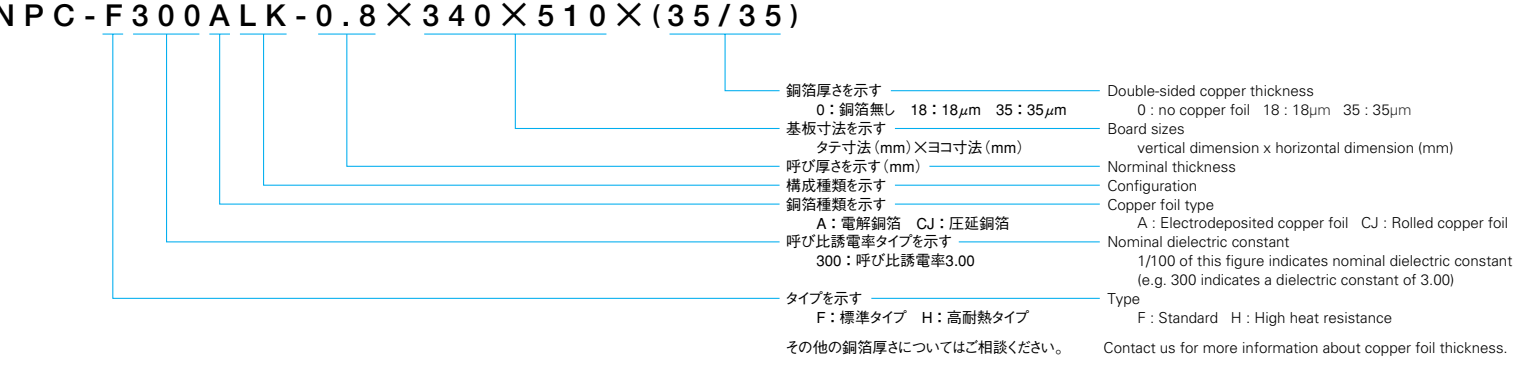 NPC-F300ALK-0.8×340×510×(35/35)
銅箔厚さを示す Double-sided copper thickness
0：銅箔無し 18：18μm 35：35μm 0 : no copper foil 18 : 18μm 35 : 35μm
基板寸法を示す Board sizes
タテ寸法（mm）×ヨコ寸法（mm） vertical dimension x horizontal dimension (mm)
呼び厚さを示す（mm） Norminal thickness
構成種類を示す Configuration
銅箔種類を示す Copper foil type
A：電解銅箔 CJ：圧延銅箔 A : Electrodeposited copper foil CJ : Rolled copper foil
呼び比誘電率タイプを示す Nominal dielectric constant
300：呼び比誘電率3.00 1/100 of this figure indicates nominal dielectric constant
(e.g. 300 indicates a dielectric constant of 3.00)
タイプを示す Type
F：標準タイプ H：高耐熱タイプ F : Standard H : High heat resistance
その他の銅箔厚さについてはご相談ください。 Contact us for more information about copper foil thickness.